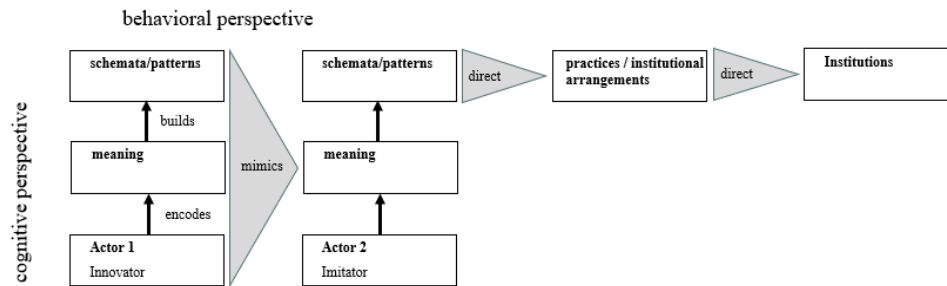 behavioral perspective
cognitive perspective
schemata/patterns
builds
meaning
encodes
Actor 1
Innovator
mimics
schemata/patterns
meaning
Actor 2
Imitator
direct
practices / institutional
arrangements
direct
Institutions